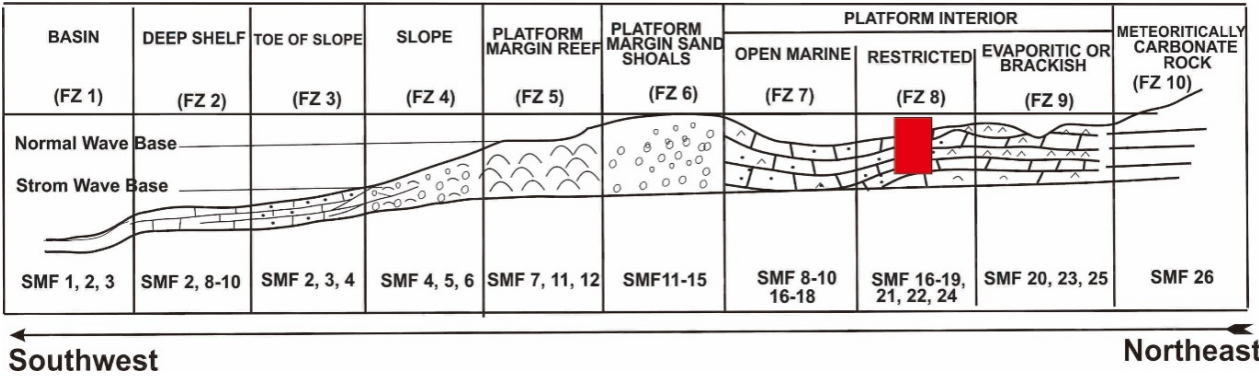 BASIN
(FZ 1)
DEEP SHELF
(FZ 2)
TOE OF SLOPE
(FZ 3)
SLOPE
(FZ 4)
PLATFORM
MARGIN REEF
(FZ 5)
PLATFORM
MARGIN SAND
SHOALS
(FZ 6)
PLATFORM INTERIOR
OPEN MARINE
(FZ 7)
RESTRICTED
(FZ 8)
EVAPORITIC OR
BRACKISH
(FZ 9)
METEORITICALLY
CARBONATE
ROCK
(FZ 10)
Normal Wave Base
Strom Wave Base
SMF 1, 2, 3
SMF 2, 8-10
SMF 2, 3, 4
SMF 4, 5, 6
SMF 7, 11, 12
SMF11-15
SMF 8-10
16-18
SMF 16-19,
21, 22, 24
SMF 20, 23, 25
SMF 26
Southwest
Northeast